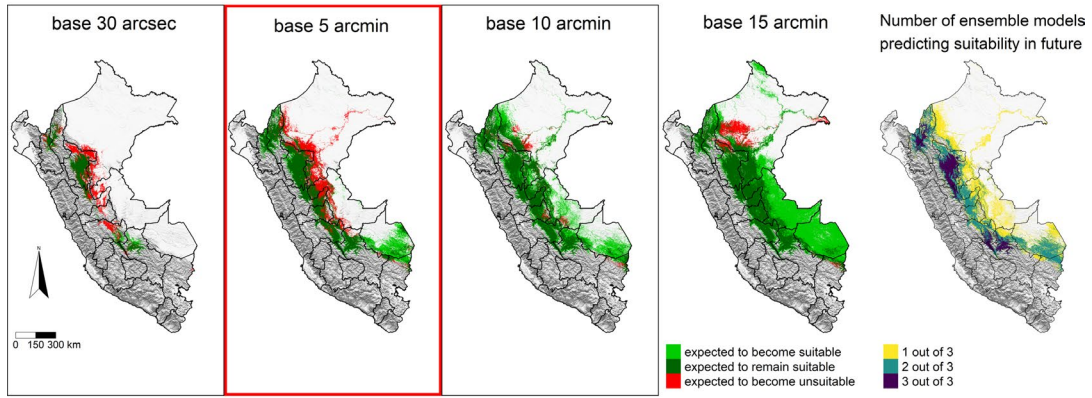 base 30 arcsec
base 5 arcmin
base 10 arcmin
base 15 arcmin
Number of ensemble models
predicting suitability in future
N
0 150 300 km
expected to become suitable
expected to remain suitable
expected to become unsuitable
1 out of 3
2 out of 3
3 out of 3